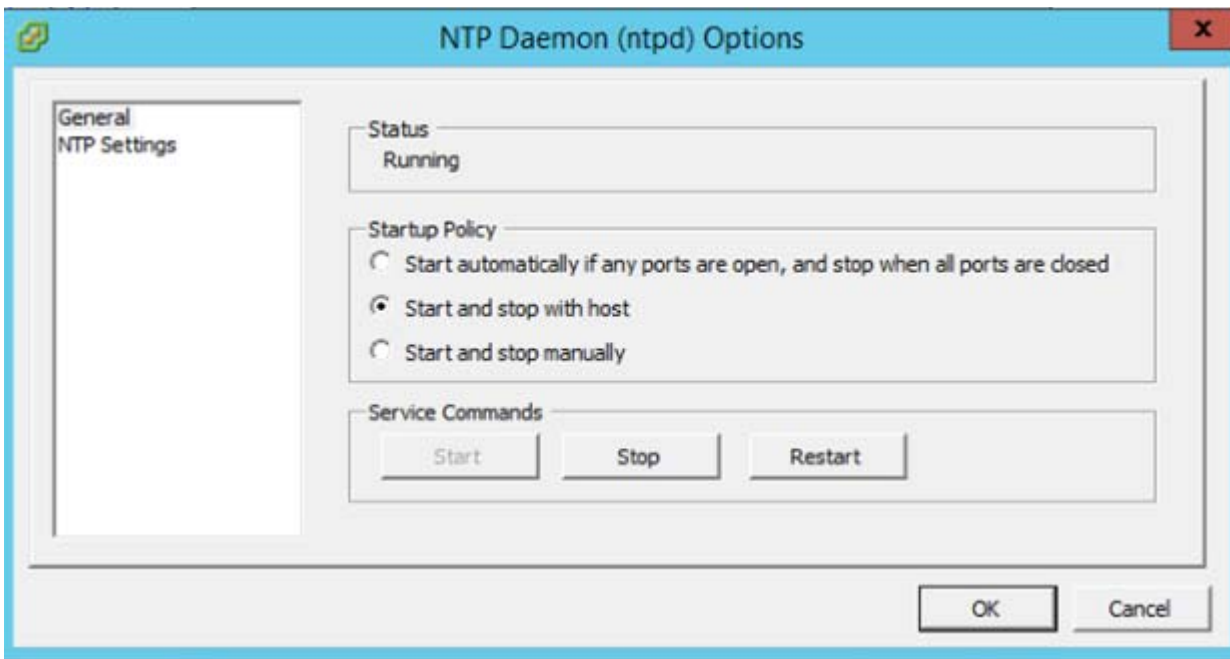 NTP Daemon (ntpd) Options
x
General
NTP Settings
Status
Running
Startup Policy
Start automatically if any ports are open, and stop when all ports are closed
Start and stop with host
Start and stop manually
Service Commands
Start Stop Restart
OK Cancel